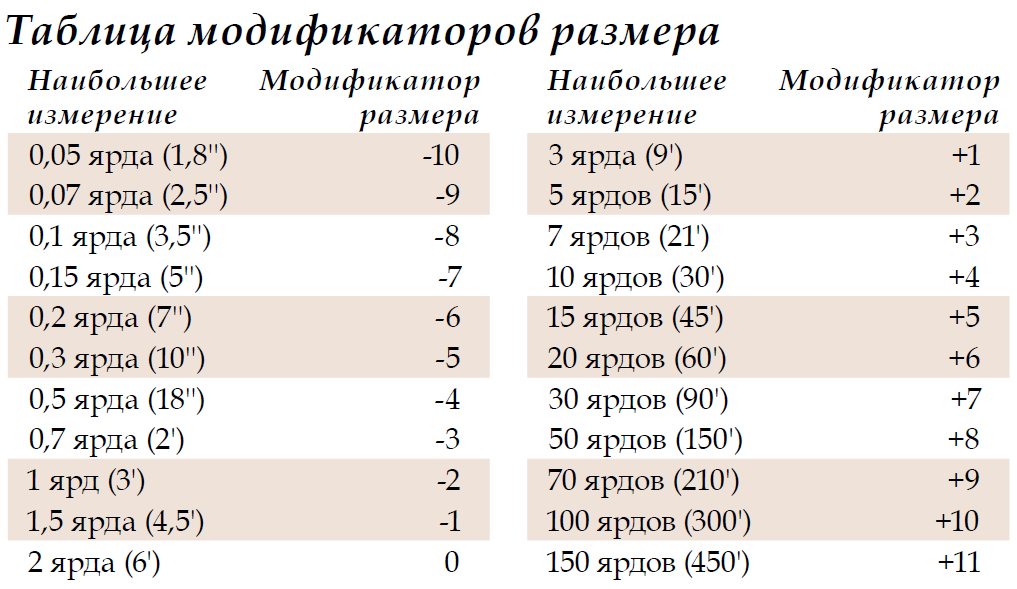 Таблица модификаторов размера
Наибольшее измерение Модификатор размера
0,05 ярда (1,8") -10
0,07 ярда (2,5") -9
0,1 ярда (3,5") -8
0,15 ярда (5") -7
0,2 ярда (7") -6
0,3 ярда (10") -5
0,5 ярда (18") -4
0,7 ярда (2') -3
1 ярд (3') -2
1,5 ярда (4,5') -1
2 ярда (6') 0
Наибольшее измерение Модификатор размера
3 ярда (9') +1
5 ярдов (15') +2
7 ярдов (21') +3
10 ярдов (30') +4
15 ярдов (45') +5
20 ярдов (60') +6
30 ярдов (90') +7
50 ярдов (150') +8
70 ярдов (210') +9
100 ярдов (300') +10
150 ярдов (450') +11